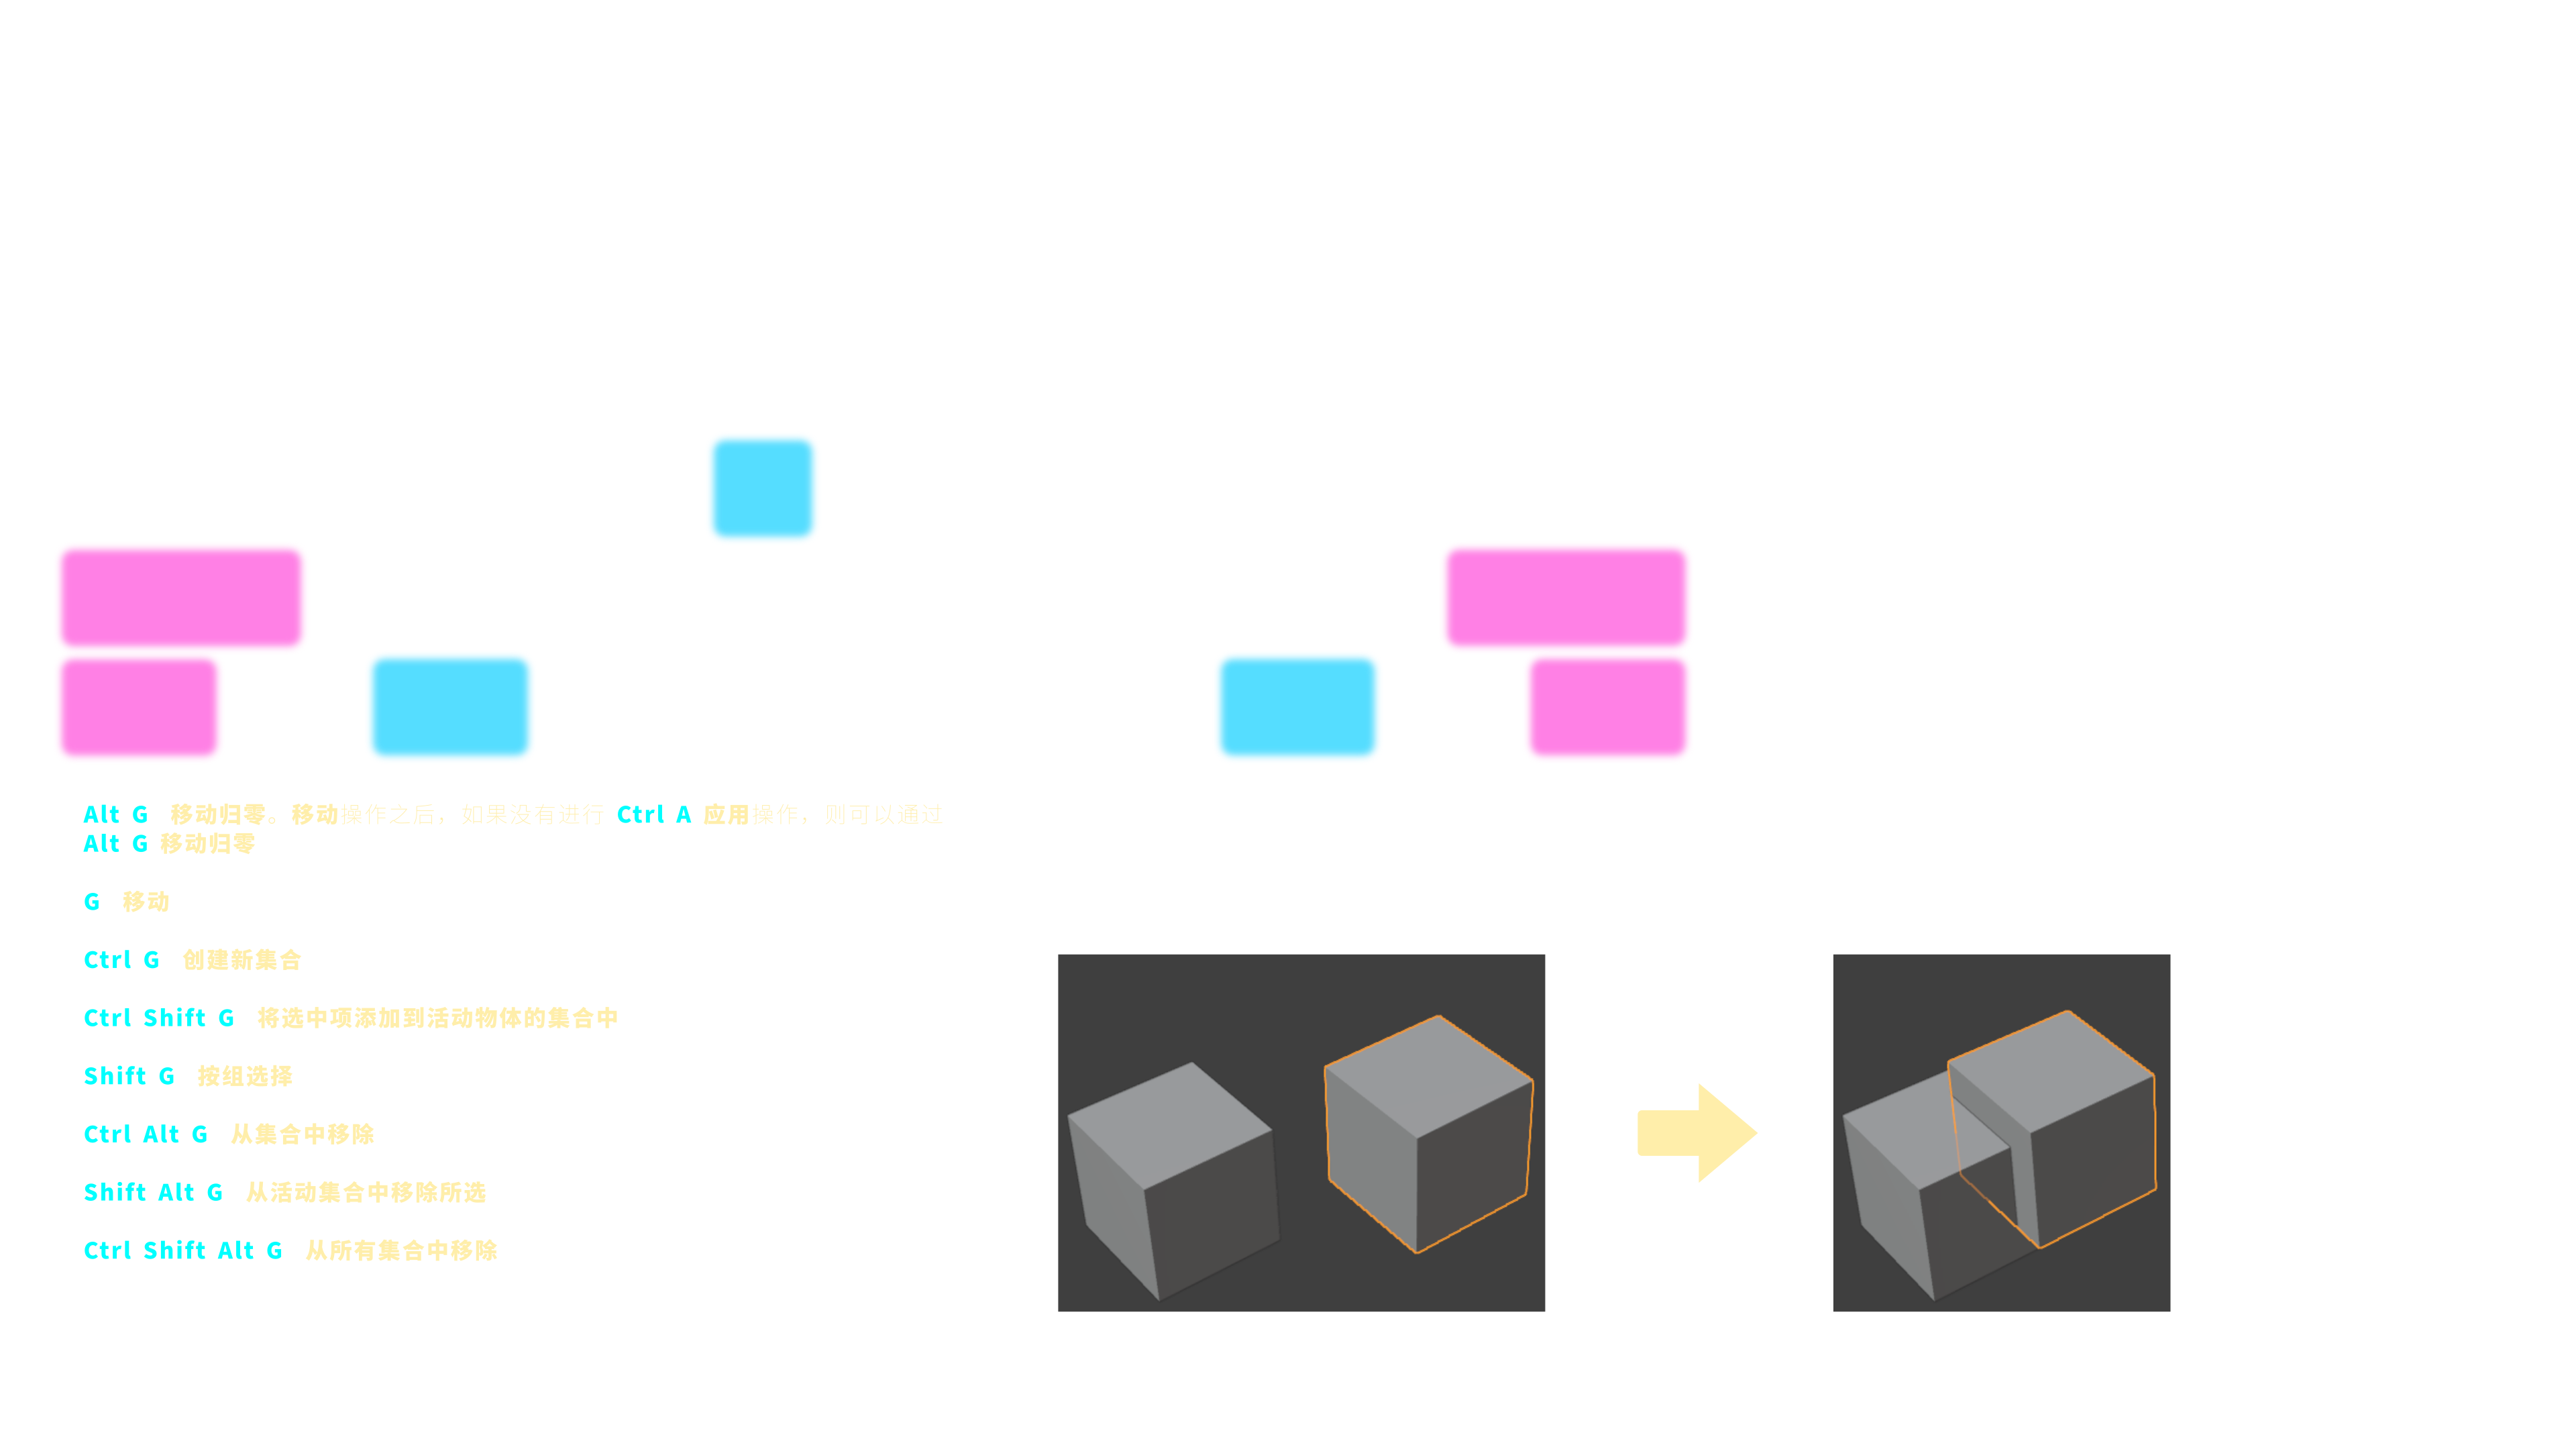 Alt G 移动归零。移动操作之后，如果没有进行 Ctrl A 应用操作，则可以通过
Alt G 移动归零
G 移动
Ctrl G 创建新集合
Ctrl Shift G 将选中项添加到活动物体的集合中
Shift G 按组选择
Ctrl Alt G 从集合中移除
Shift Alt G 从活动集合中移除所选
Ctrl Shift Alt G 从所有集合中移除